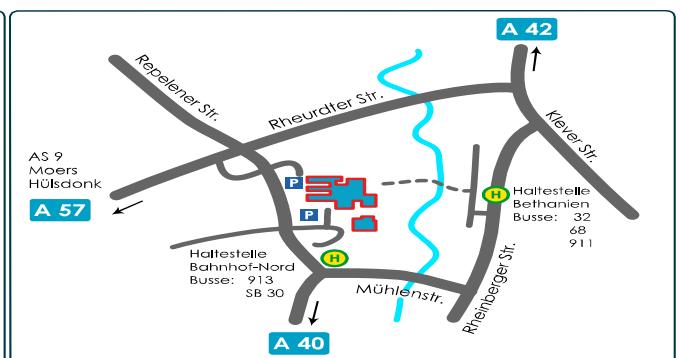 A 42
Repelener Str.
Rheurdter Str.
Klever Str.
AS 9
Moers
Hülsdonk
A 57
P
P
H
Haltestelle
Bethanien
Busse: 32
68
911
Haltestelle
Bahnhof-Nord
Busse: 913
SB 30
H
Mühlenstr.
Rheinberger Str.
A 40